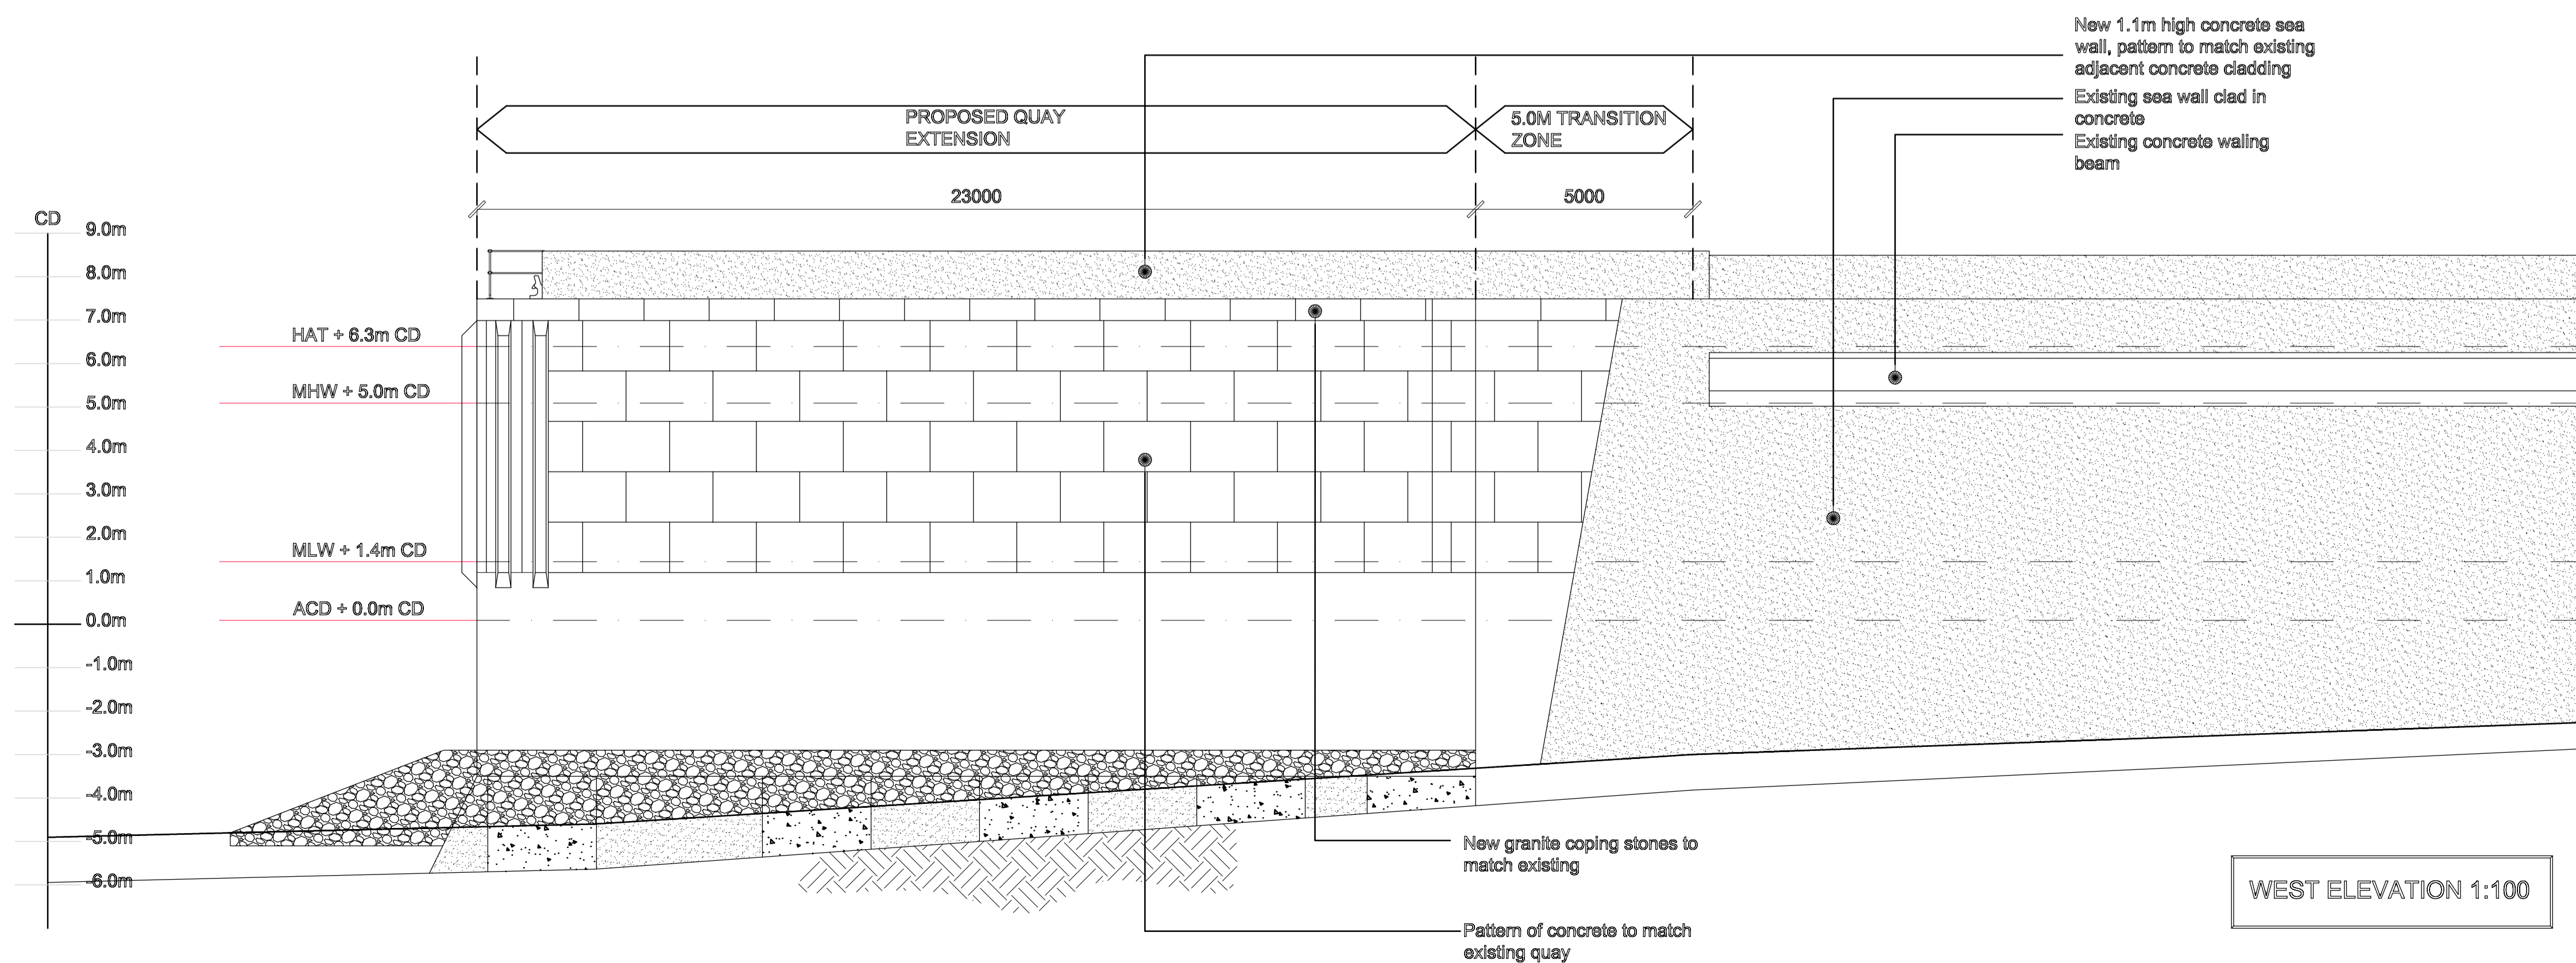 New 1.1m high concrete sea
wall, pattern to match existing
adjacent concrete cladding
Existing sea wall clad in
concrete
Existing concrete waling
beam
PROPOSED QUAY
EXTENSION
5.0M TRANSITION
ZONE
23000
5000
CD
9.0m
8.0m
7.0m
HAT + 6.3m CD
6.0m
MHW + 5.0m CD
5.0m
4.0m
3.0m
2.0m
MLW + 1.4m CD
1.0m
ACD + 0.0m CD
0.0m
-1.0m
-2.0m
-3.0m
-4.0m
-5.0m
-6.0m
New granite coping stones to
match existing
Pattern of concrete to match
existing quay
WEST ELEVATION 1:100